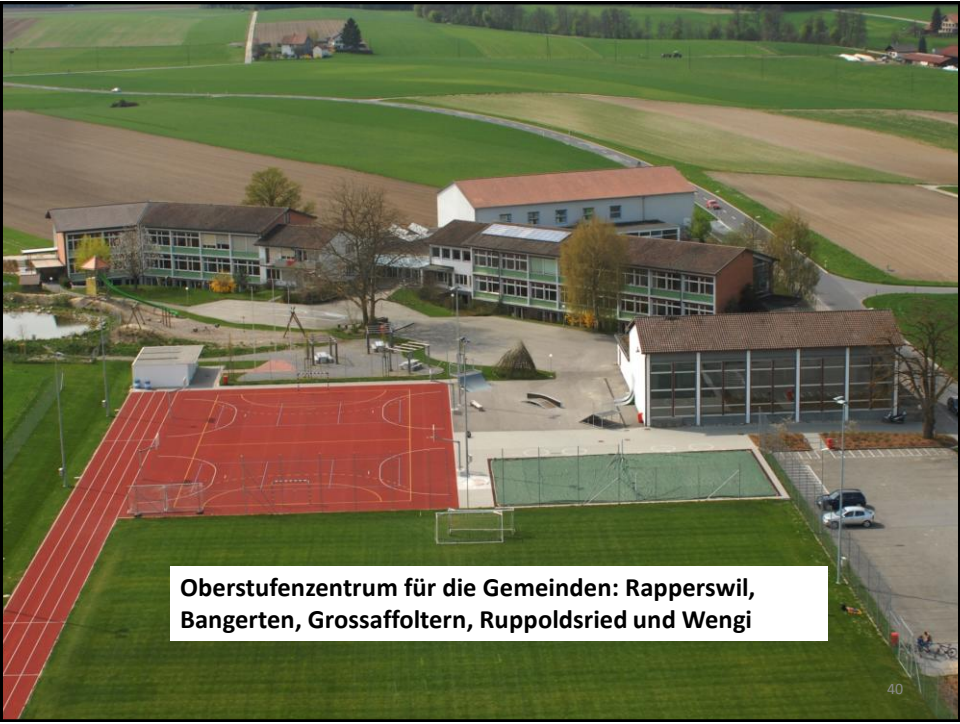 Oberstufenzentrum für die Gemeinden: Rapperswil,
Bangerten, Grossaffoltern, Ruppoldsried und Wengi
40